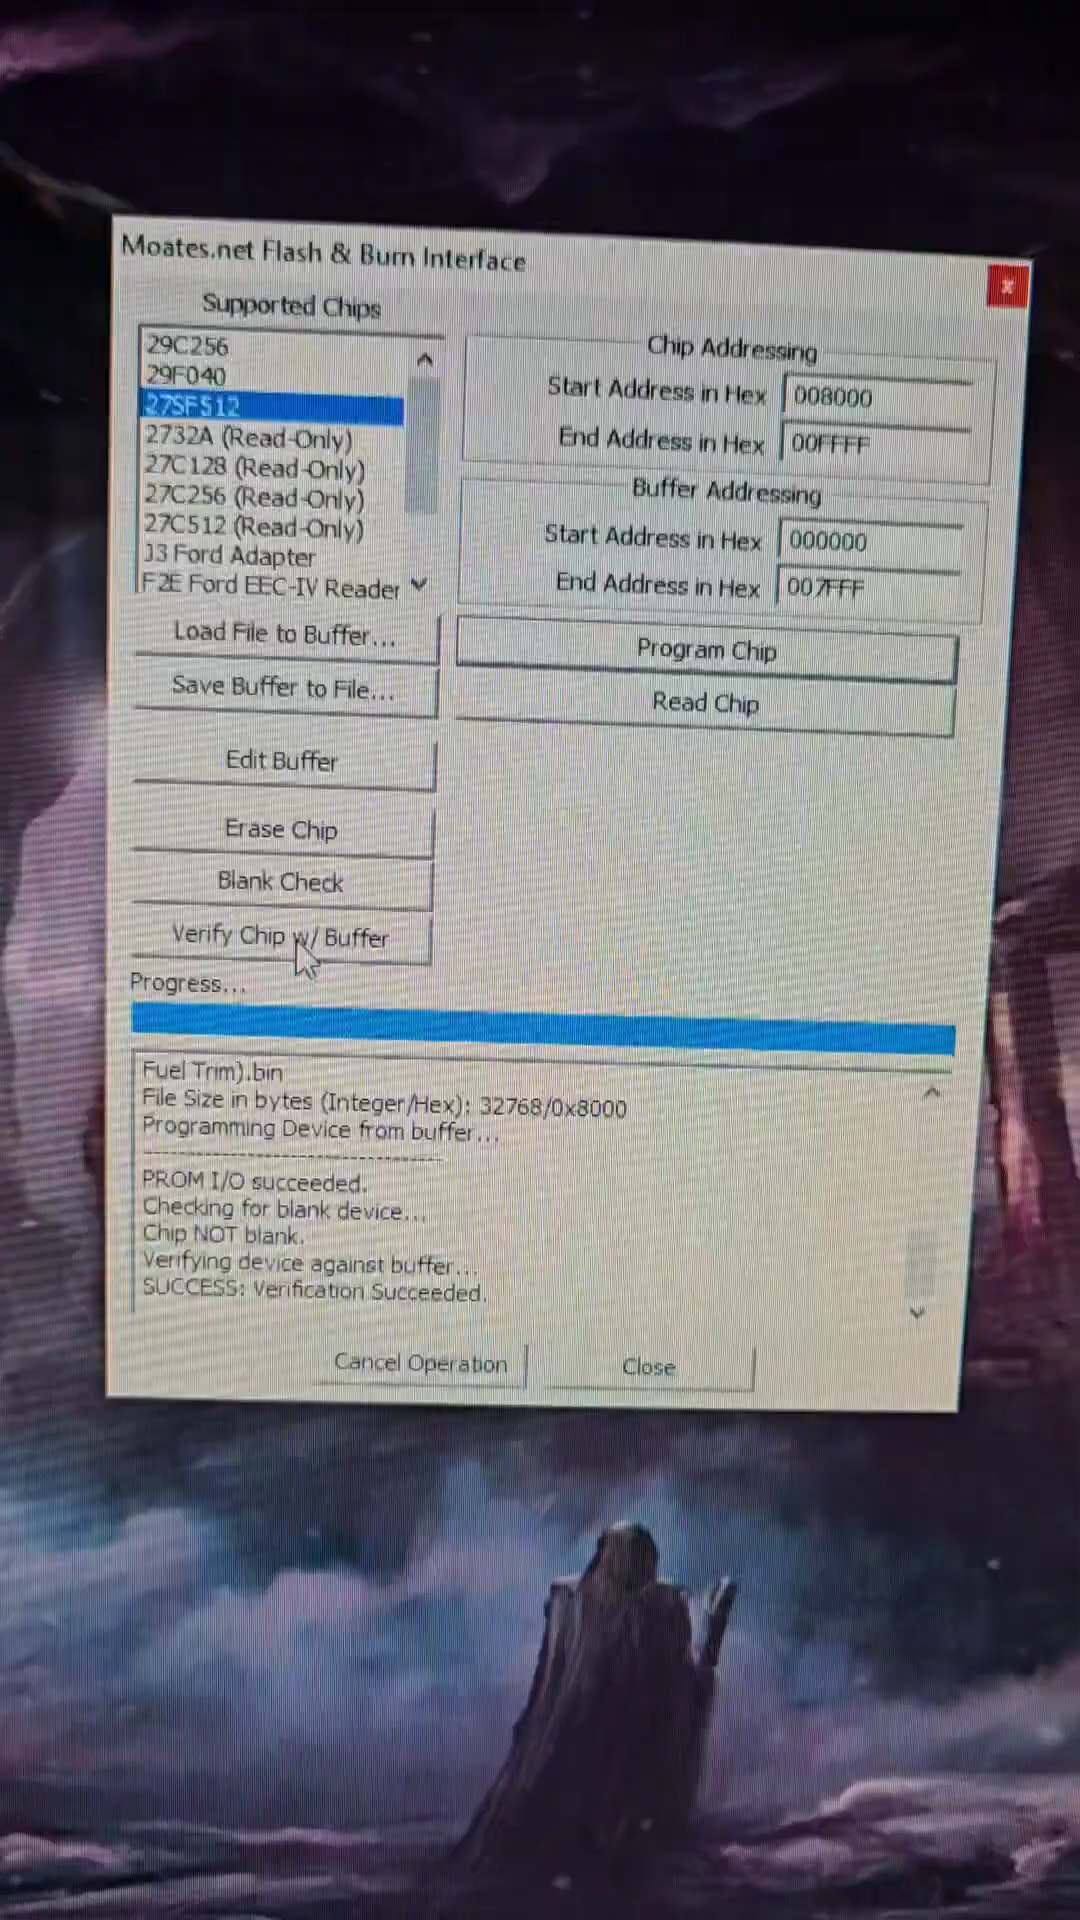 Moates.net Flash & Burn Interface
x
Supported Chips
29C256
29F040
27SF512
2732A (Read-Only)
27C128 (Read-Only)
27C256 (Read-Only)
27C512 (Read-Only)
J3 Ford Adapter
F2E Ford EEC-IV Reader
Chip Addressing
Start Address in Hex 008000
End Address in Hex 00FFFF
Buffer Addressing
Start Address in Hex 000000
End Address in Hex 007FFF
Load File to Buffer...
Save Buffer to File...
Program Chip
Read Chip
Edit Buffer
Erase Chip
Blank Check
Verify Chip w/ Buffer
Progress...
Fuel Trim).bin
File Size in bytes (Integer/Hex): 32768/0x8000
Programming Device from buffer...
----------------------------------
PROM I/O succeeded.
Checking for blank device...
Chip NOT blank.
Verifying device against buffer...
SUCCESS: Verification Succeeded.
Cancel Operation
Close